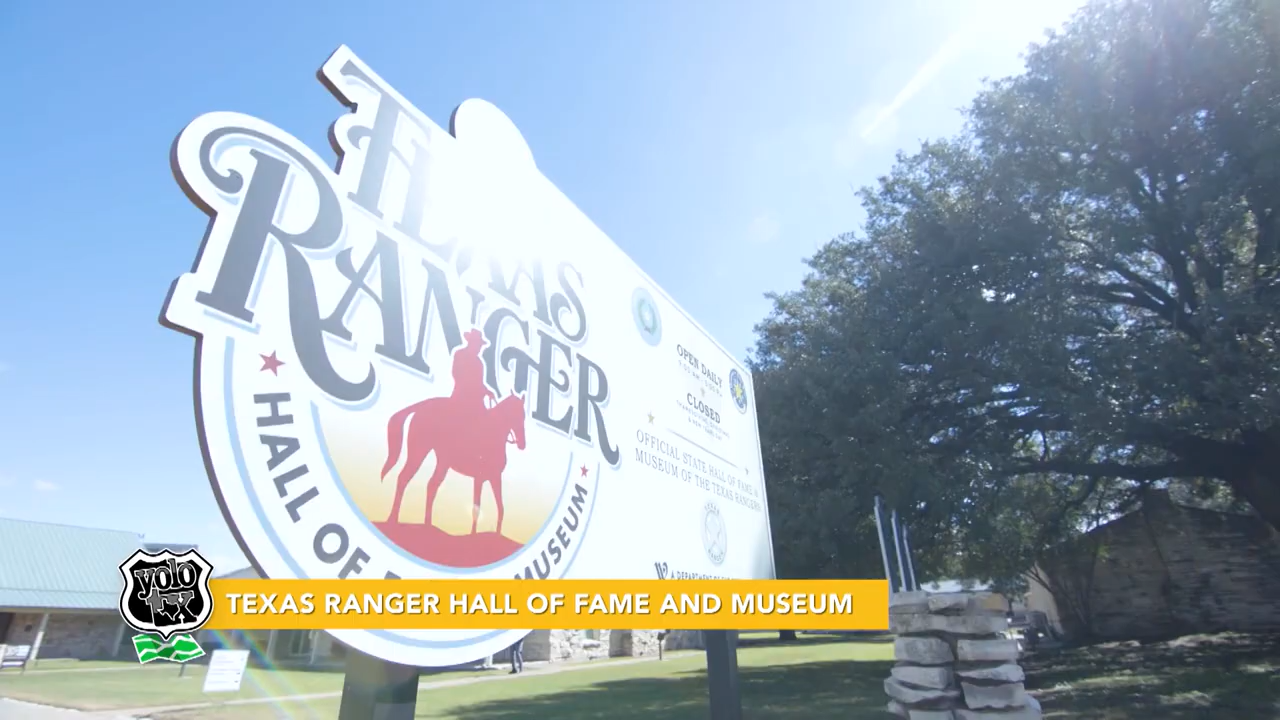 TEXAS
RANGER
HALL OF
MUSEUM
OPEN DAILY
CLOSED
OFFICIAL STATE HALL OF FAME &
MUSEUM OF THE TEXAS RANGERS
yolo
TX
TEXAS RANGER HALL OF FAME AND MUSEUM